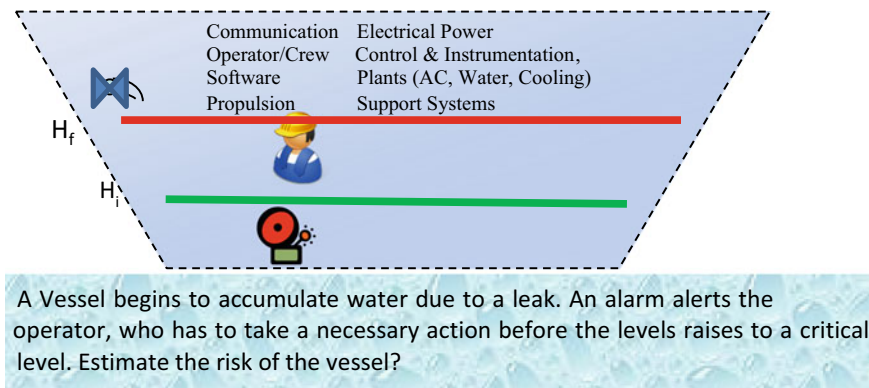 Communication Electrical Power
Operator/Crew Control & Instrumentation,
Software Plants (AC, Water, Cooling)
Propulsion Support Systems
Hf
Hi
A Vessel begins to accumulate water due to a leak. An alarm alerts the
operator, who has to take a necessary action before the levels raises to a critical
level. Estimate the risk of the vessel?